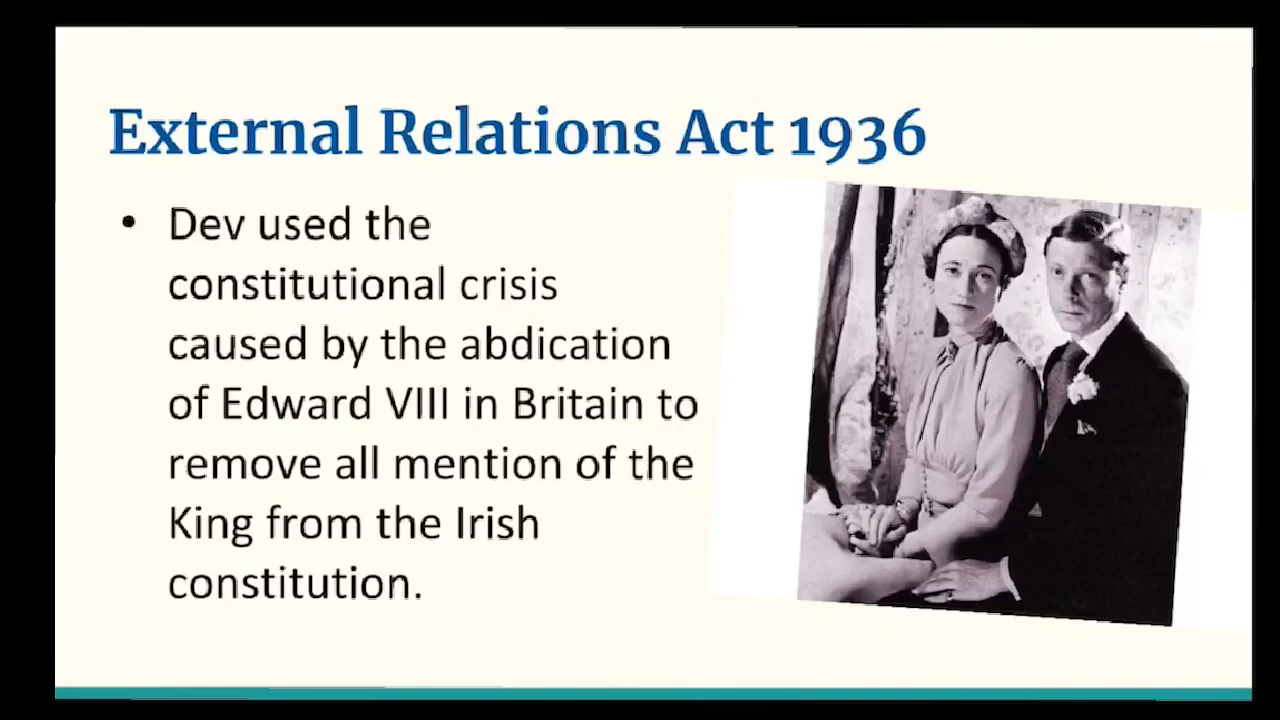 External Relations Act 1936
• Dev used the
constitutional crisis
caused by the abdication
of Edward VIII in Britain to
remove all mention of the
King from the Irish
constitution.